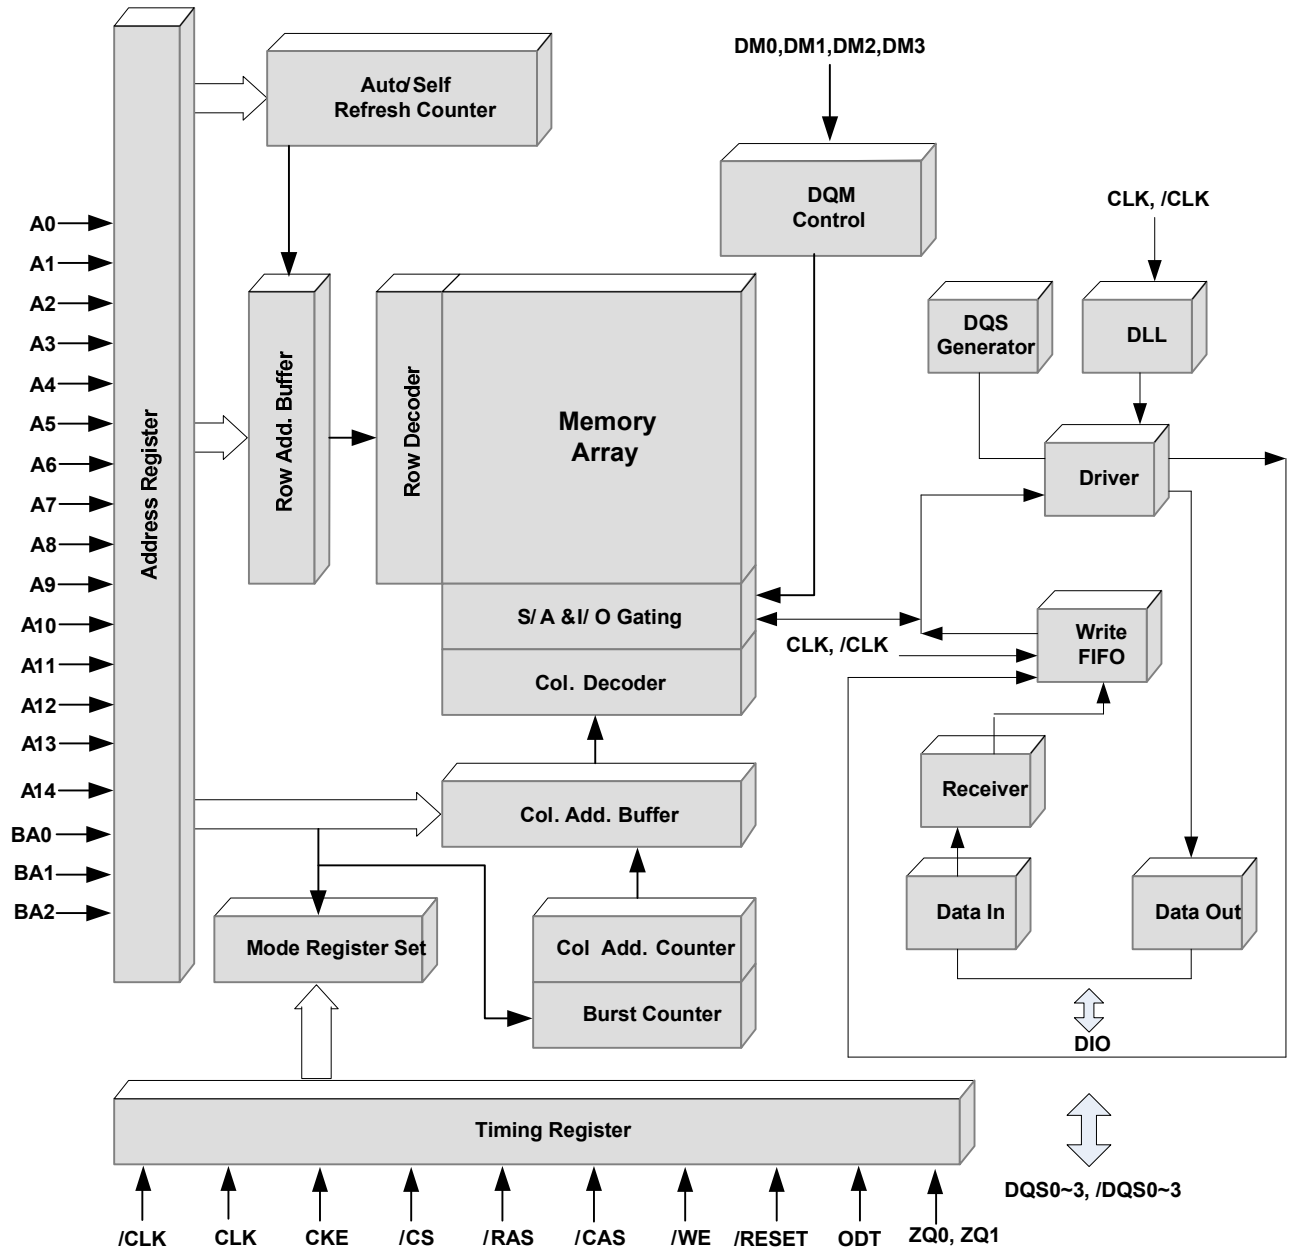 Auto/Self
Refresh Counter
DM0,DM1,DM2,DM3
DQM
Control
CLK, /CLK
A0
A1
A2
A3
A4
A5
A6
A7
A8
A9
A10
A11
A12
A13
A14
BA0
BA1
BA2
Address Register
Row Add. Buffer
Row Decoder
Memory
Array
S/ A &I/ O Gating
Col. Decoder
DQS
Generator
DLL
Driver
CLK, /CLK
Write
FIFO
Receiver
Col. Add. Buffer
Data In
Data Out
Mode Register Set
Col Add. Counter
Burst Counter
DIO
Timing Register
DQS0~3, /DQS0~3
/CLK
CLK
CKE
/CS
/RAS
/CAS
/WE
/RESET
ODT
ZQ0, ZQ1